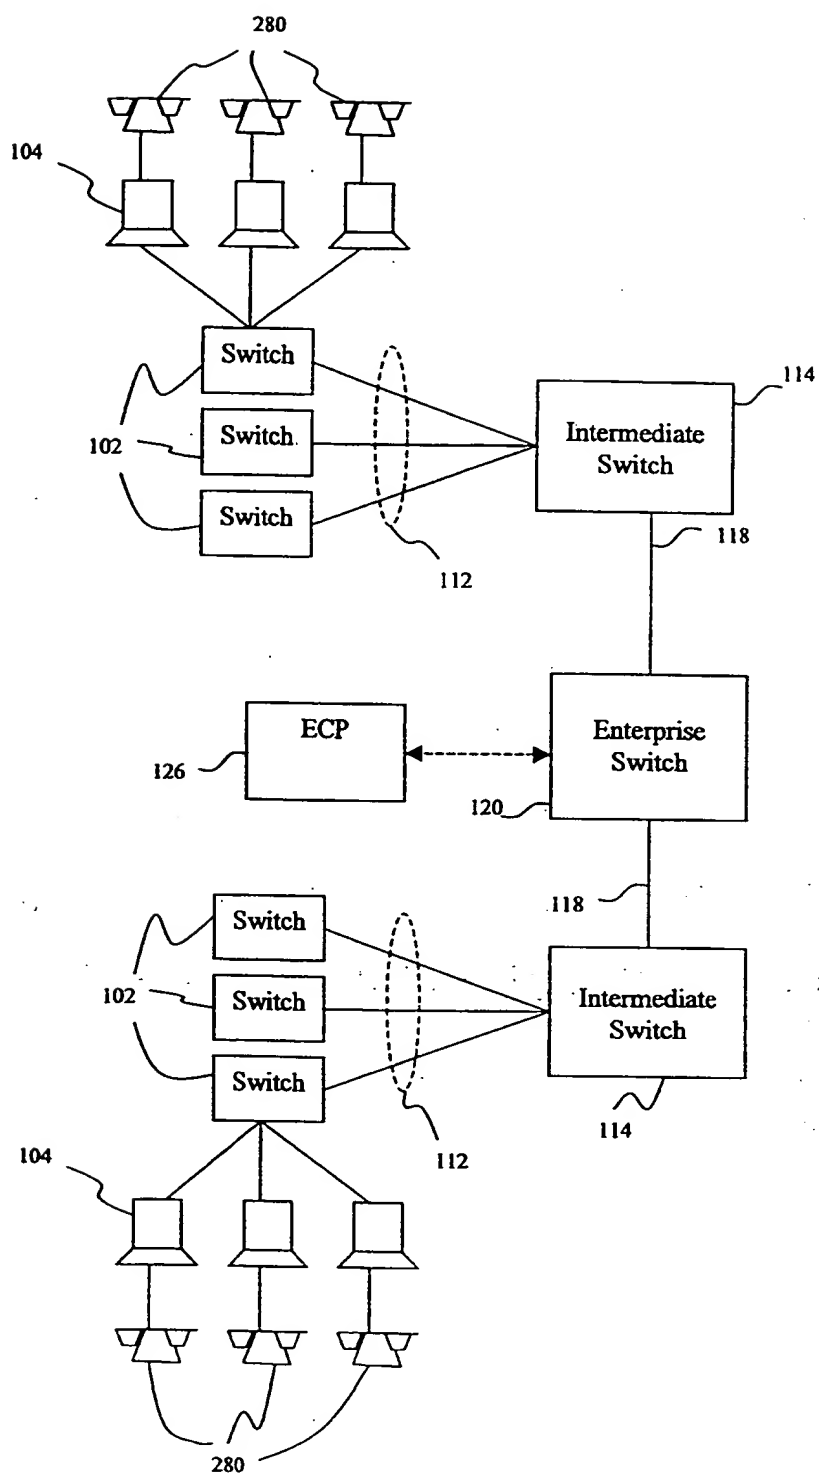 280
104
Switch
114
Intermediate
Switch
102
Switch
Switch
118
112
ECP
Enterprise
Switch
126
120
118
Switch
102
Switch
Intermediate
Switch
Switch
114
104
112
280